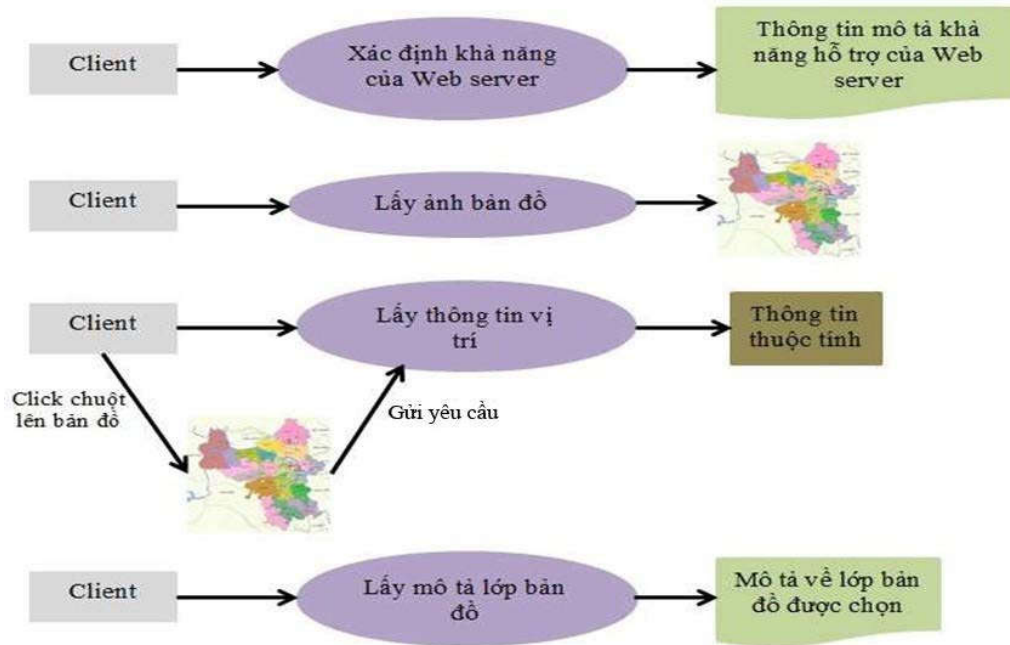 Client
Xác định khả năng
của Web server
Thông tin mô tả khả
năng hỗ trợ của Web
server
Client
Lấy ảnh bản đồ
Client
Lấy thông tin vị
trí
Thông tin
thuộc tính
Click chuột
lên bản đồ
Gửi yêu cầu
Client
Lấy mô tả lớp bản
đồ
Mô tả về lớp bản
đồ được chọn